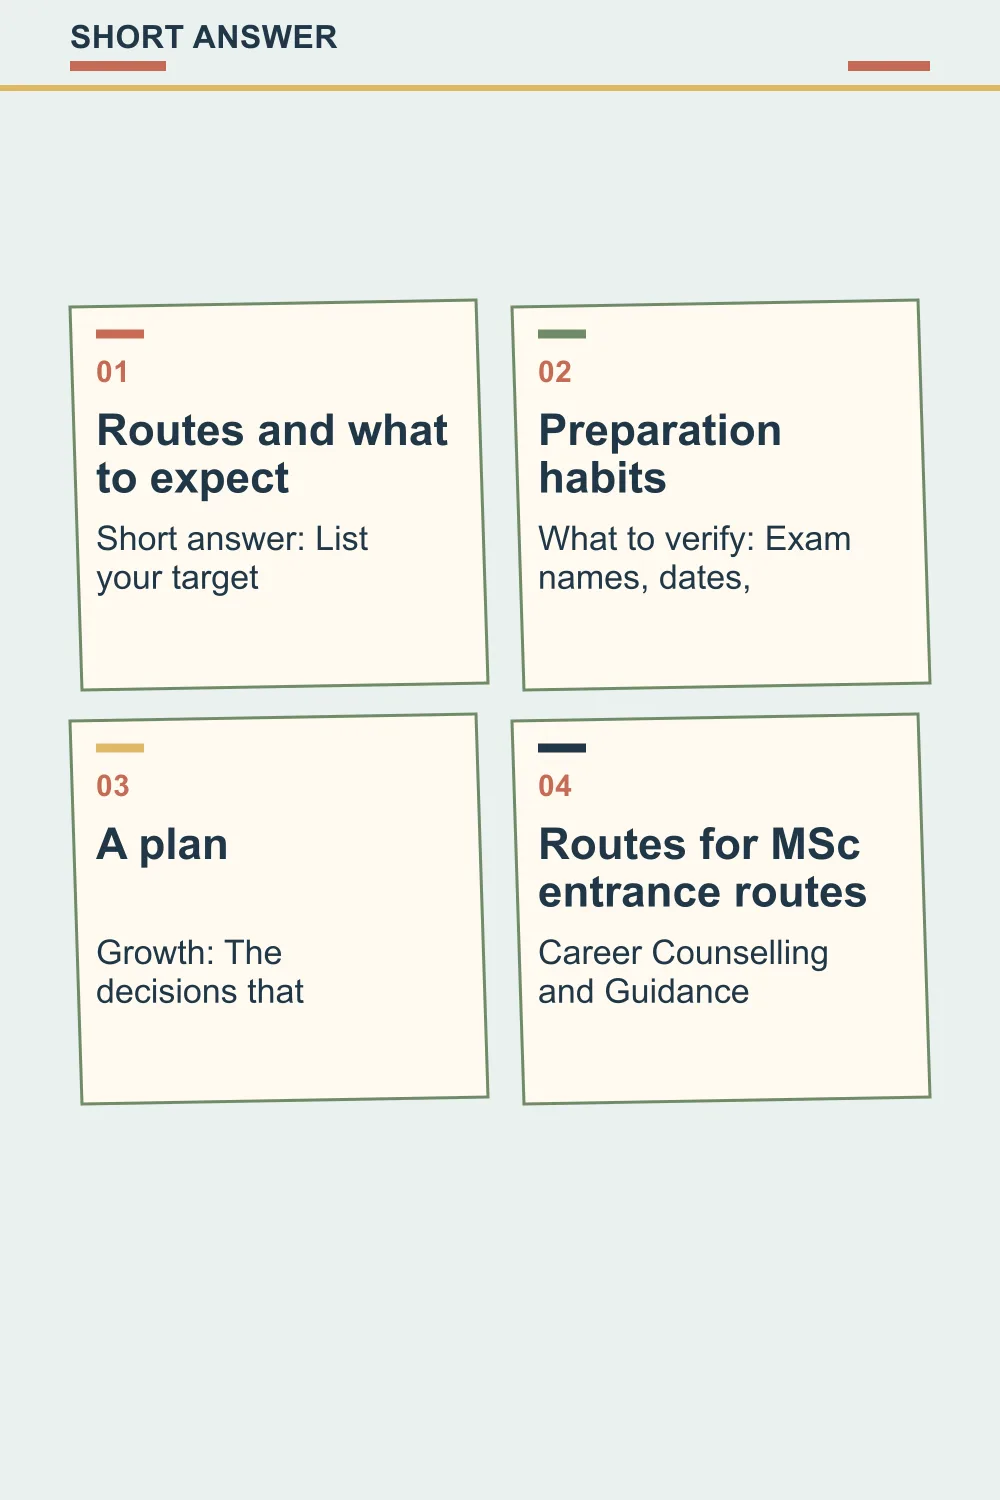 SHORT ANSWER
01
Routes and what
to expect
Short answer: List
your target
02
Preparation
habits
What to verify: Exam
names, dates,
03
A plan
Growth: The
decisions that
04
Routes for MSc
entrance routes
Career Counselling
and Guidance